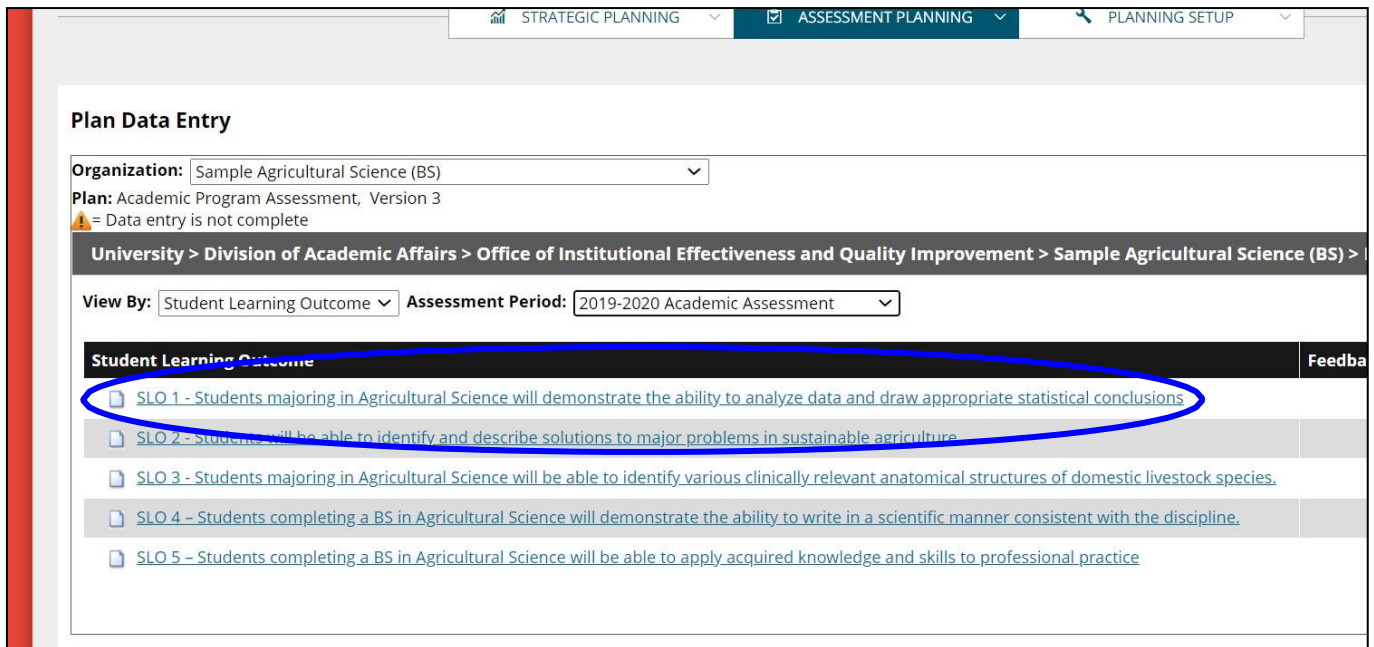 STRATEGIC PLANNING ASSESSMENT PLANNING PLANNING SETUP
Plan Data Entry
Organization: Sample Agricultural Science (BS)
Plan: Academic Program Assessment, Version 3
= Data entry is not complete
University > Division of Academic Affairs > Office of Institutional Effectiveness and Quality Improvement > Sample Agricultural Science (BS) >
View By: Student Learning Outcome Assessment Period: 2019-2020 Academic Assessment
Student Learning Outcome Feedba
SLO 1 - Students majoring in Agricultural Science will demonstrate the ability to analyze data and draw appropriate statistical conclusions
SLO 2 - Students will be able to identify and describe solutions to major problems in sustainable agriculture
SLO 3 - Students majoring in Agricultural Science will be able to identify various clinically relevant anatomical structures of domestic livestock species.
SLO 4 – Students completing a BS in Agricultural Science will demonstrate the ability to write in a scientific manner consistent with the discipline.
SLO 5 – Students completing a BS in Agricultural Science will be able to apply acquired knowledge and skills to professional practice